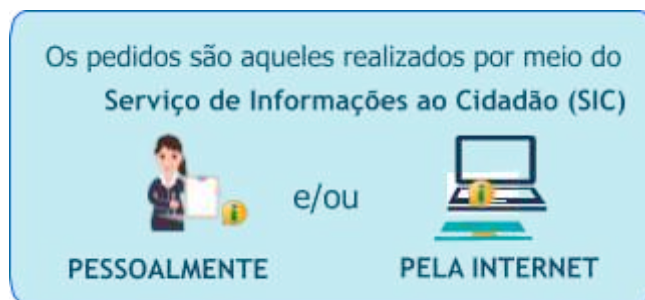 Os pedidos são aqueles realizados por meio do
Serviço de Informações ao Cidadão (SIC)
e/ou
PESSOALMENTE
PELA INTERNET